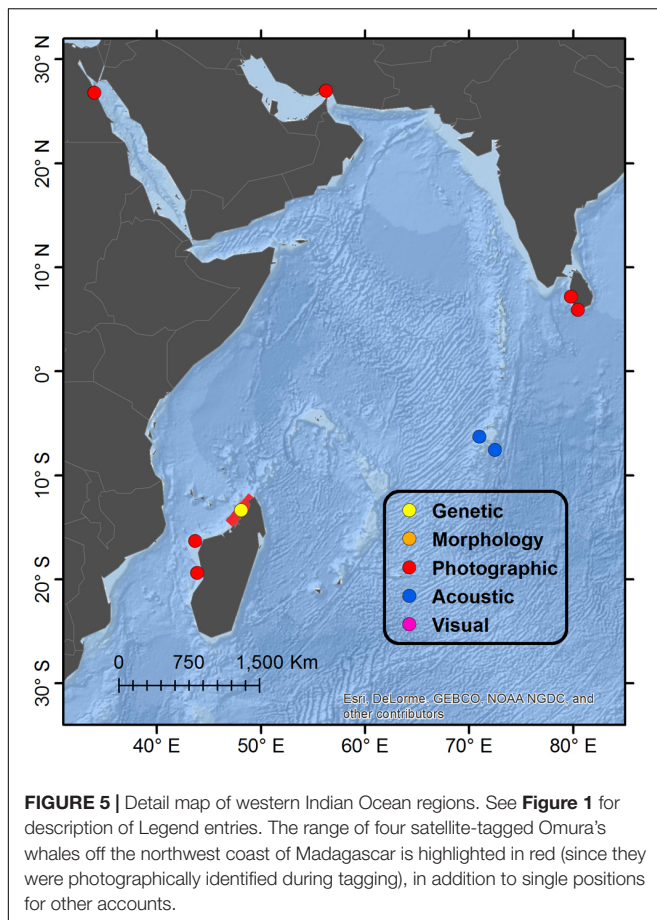 30° N
20° N
10° N
0°
10° S
20° S
30° S
Genetic
Morphology
Photographic
Acoustic
Visual
0 750 1,500 Km
Esri, DeLorme, GEBCO, NOAA NGDC, and
other contributors
40° E 50° E 60° E 70° E 80° E
FIGURE 5 | Detail map of western Indian Ocean regions. See Figure 1 for
description of Legend entries. The range of four satellite-tagged Omura's
whales off the northwest coast of Madagascar is highlighted in red (since they
were photographically identified during tagging), in addition to single positions
for other accounts.